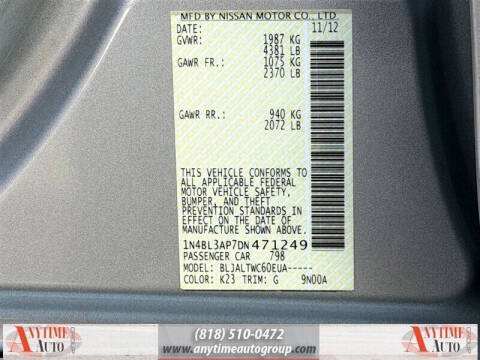 MFD BY NISSAN MOTOR CO., LTD.
DATE: 11/12
GVWR: 1987 KG
4381 LB
GAWR FR.: 1075 KG
2370 LB
GAWR RR.: 940 KG
2072 LB
THIS VEHICLE CONFORMS TO
ALL APPLICABLE FEDERAL
MOTOR VEHICLE SAFETY,
BUMPER, AND THEFT
PREVENTION STANDARDS
IN EFFECT ON THE DATE OF
MANUFACTURE SHOWN ABOVE.
1N4BL3AP7DN471249
PASSENGER CAR 798
MODEL: BLJALTWC60EUA-----
COLOR: K23 TRIM: G 9N00A
ANYTIME
AUTO
(818) 510-0472
www.anytimeautogroup.com
ANYTIME
AUTO